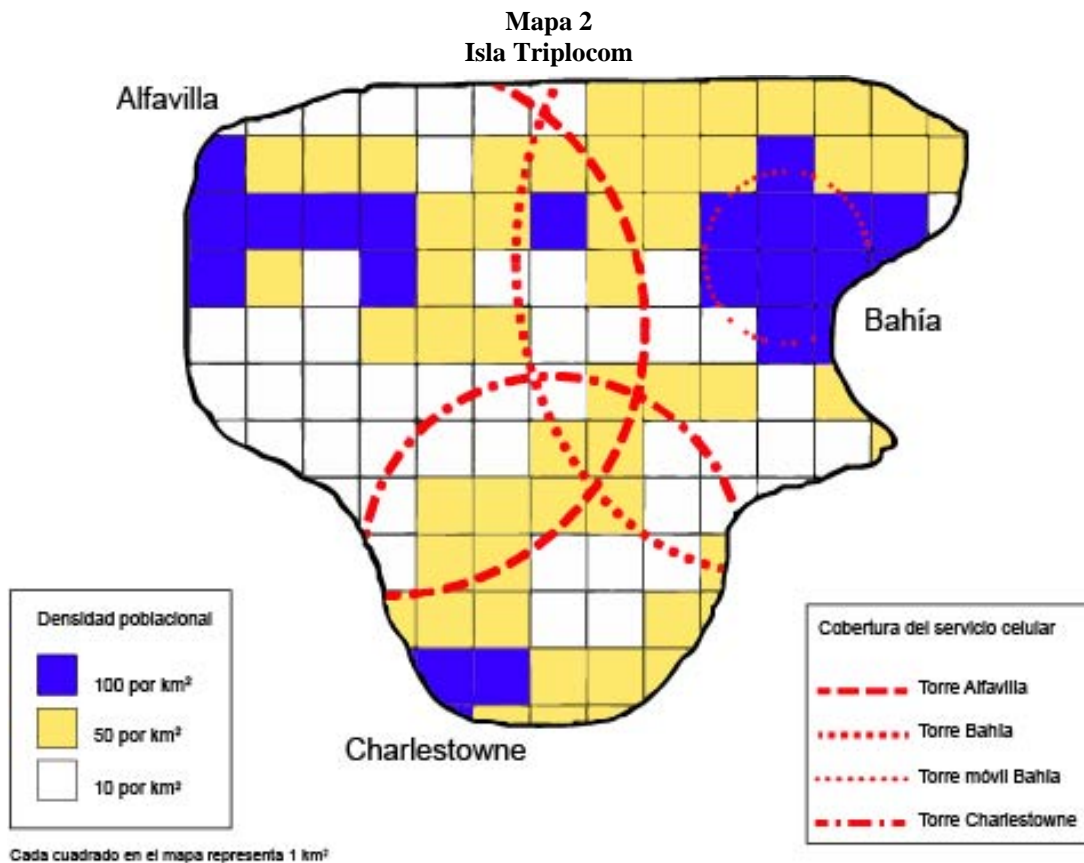 Mapa 2
Isla Triplocom
Alfavilla
Bahía
Charlestowne
Densidad poblacional
100 por km²
50 por km²
10 por km²
Cada cuadrado en el mapa representa 1 km²
Cobertura del servicio celular
Torre Alfavilla
Torre Bahía
Torre móvil Bahía
Torre Charlestowne